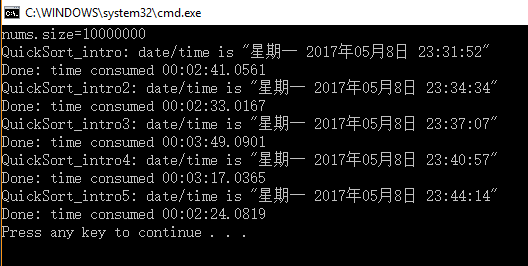 C:\WINDOWS\system32\cmd.exe
nums.size=10000000
QuickSort_intro: date/time is "星期一 2017年05月8日 23:31:52"
Done: time consumed 00:02:41.0561
QuickSort_intro2: date/time is "星期一 2017年05月8日 23:34:34"
Done: time consumed 00:02:33.0167
QuickSort_intro3: date/time is "星期一 2017年05月8日 23:37:07"
Done: time consumed 00:03:49.0901
QuickSort_intro4: date/time is "星期一 2017年05月8日 23:40:57"
Done: time consumed 00:03:17.0365
QuickSort_intro5: date/time is "星期一 2017年05月8日 23:44:14"
Done: time consumed 00:02:24.0819
Press any key to continue . . .